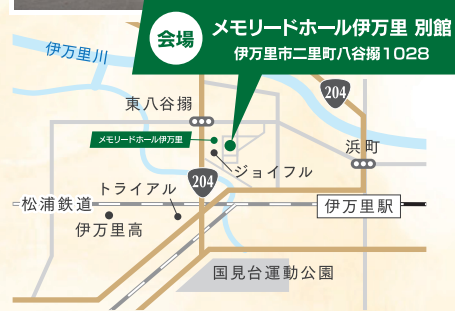 会場
メモリードホール伊万里 別館
伊万里市二里町八谷搦1028
伊万里川
204
東八谷搦
メモリードホール伊万里
浜町
ジョイフル
204
トライアル
松浦鉄道
伊万里駅
伊万里高
国見台運動公園